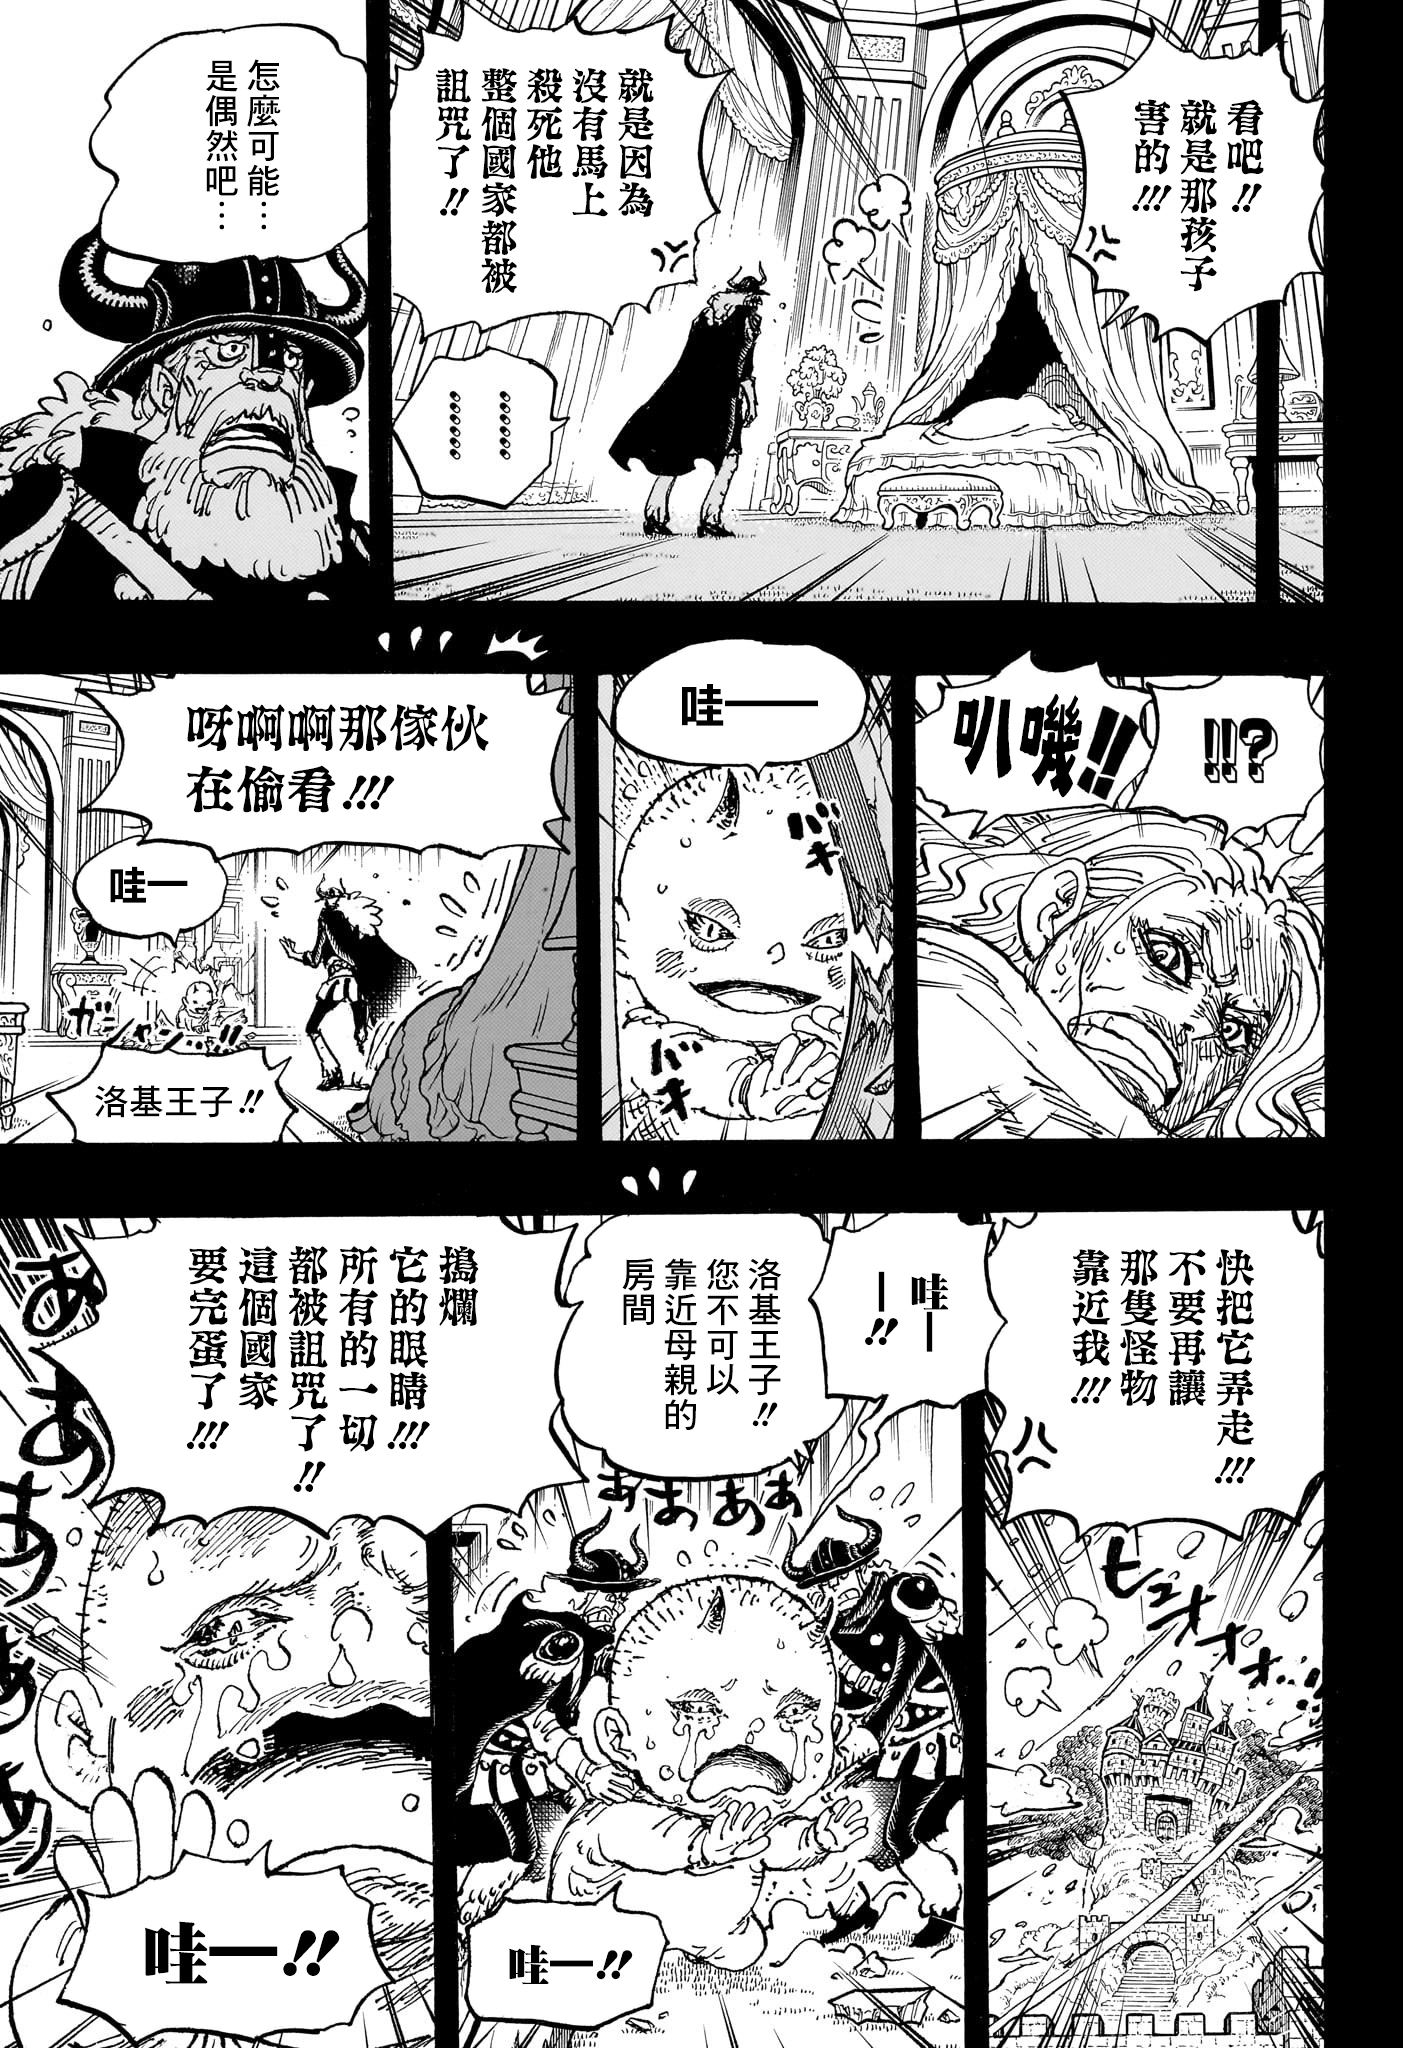 看吧!!
就是那孩子
害的!!!
就是因為
沒有馬上
殺死他
整個國家都被
詛咒了!!
⋯⋯⋯⋯
⋯⋯⋯⋯
怎麼可能⋯
是偶然吧⋯
!!?
叭嘰!!
哇——
バキ
バキ
呀啊啊那傢伙
在偷看!!!
哇—
ガシャン⋯!!
洛基王子!!
快把它弄走!!!
不要再讓
那隻怪物
靠近我!!!
ヒュオオオオ⋯!!
哇—
—!!
洛基王子!!
您不可以
靠近母親的
房間
ああああ
哇—!!
搗爛
它的眼睛!!!
所有的一切
都被詛咒了!!
這個國家
要完蛋了!!!
ああああああ
哇—!!